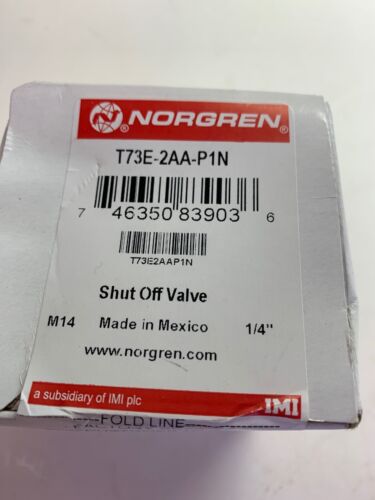 NORGREN®
T73E-2AA-P1N
7 46350 83903 6
T73E2AAP1N
Shut Off Valve
M14 Made in Mexico 1/4"
www.norgren.com
a subsidiary of IMI plc IMI
FOLD LINE